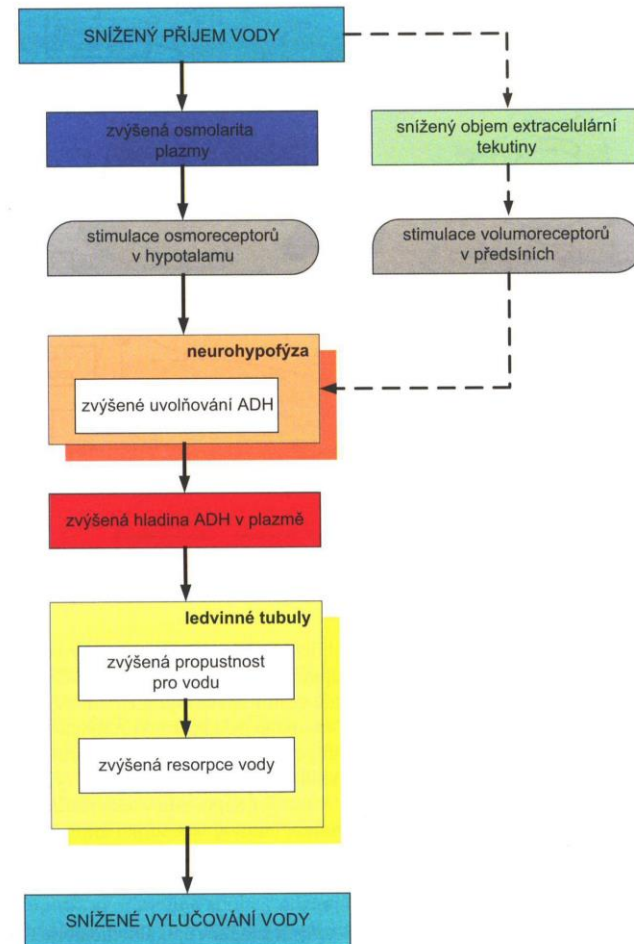 SNÍŽENÝ PŘÍJEM VODY
zvýšená osmolarita
plazmy
snížený objem extracelulární
tekutiny
stimulace osmoreceptorů
v hypotalamu
stimulace volumoreceptorů
v předsíních
neurohypofýza
zvýšené uvolňování ADH
zvýšená hladina ADH v plazmě
ledvinné tubuly
zvýšená propustnost
pro vodu
zvýšená resorpce vody
SNÍŽENÉ VYLUČOVÁNÍ VODY